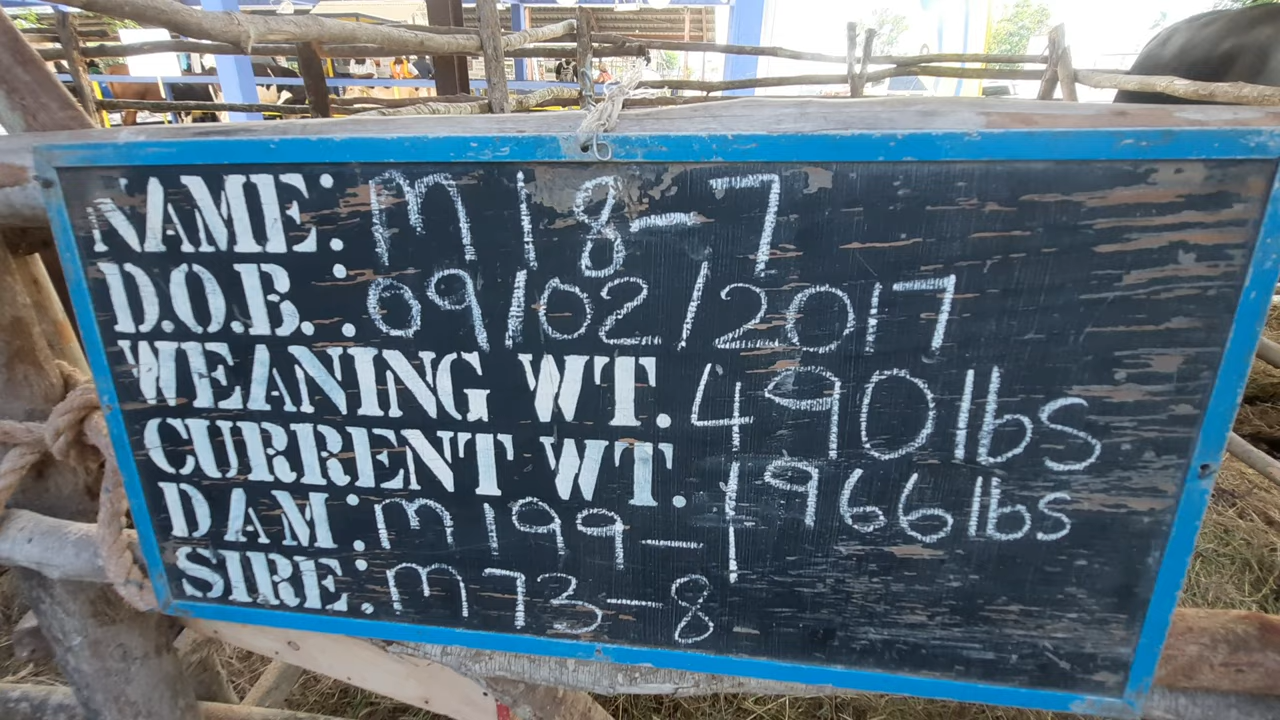 NAME: M18-7
D.O.B.: 09/02/2017
WEANING WT. 490lbs
CURRENT WT. 1966lbs
DAM: M199-1
SIRE: M73-8